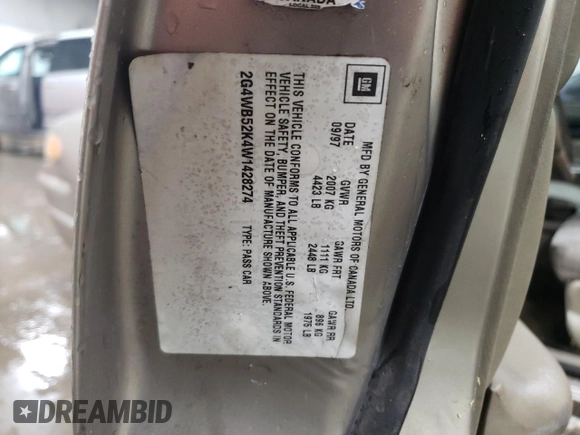 CANADA
GM
MFD BY GENERAL MOTORS OF CANADA LTD.
DATE GVWR GAWR FRT GAWR RR
09/97 2007 KG 1111 KG 896 KG
4423 LB 2448 LB 1975 LB
THIS VEHICLE CONFORMS TO ALL APPLICABLE U.S. FEDERAL MOTOR
VEHICLE SAFETY, BUMPER, AND THEFT PREVENTION STANDARDS IN
EFFECT ON THE DATE OF MANUFACTURE SHOWN ABOVE.
2G4WB52K4W1428274 TYPE: PASS CAR
DREAMBID